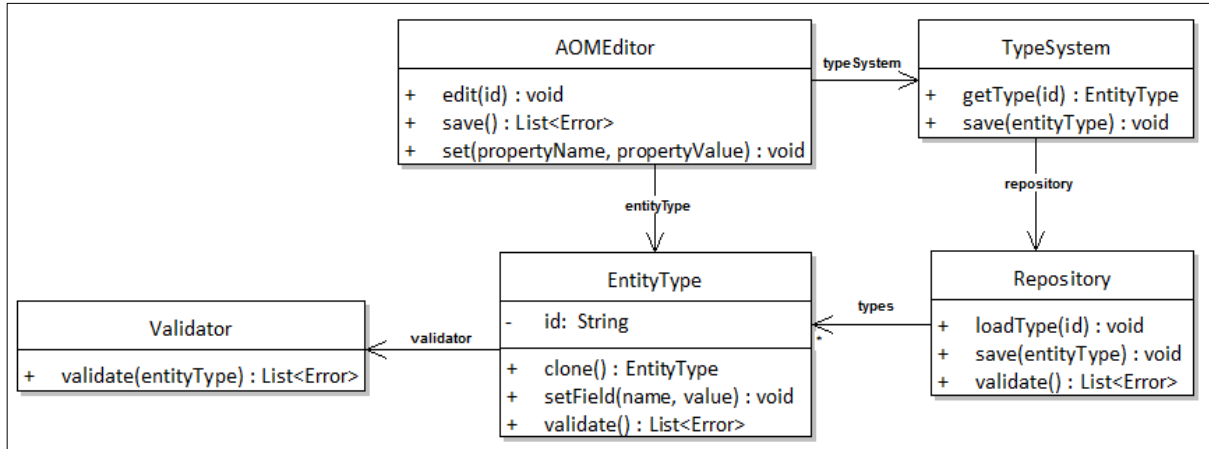 AOMEditor
+ edit(id) : void
+ save() : List<Error>
+ set(propertyName, propertyValue) : void
typeSystem
TypeSystem
+ getType(id) : EntityType
+ save(entityType) : void
entityType
repository
EntityType
- id: String
+ clone() : EntityType
+ setField(name, value) : void
+ validate() : List<Error>
types
*
Repository
+ loadType(id) : void
+ save(entityType) : void
+ validate() : List<Error>
validator
Validator
+ validate(entityType) : List<Error>